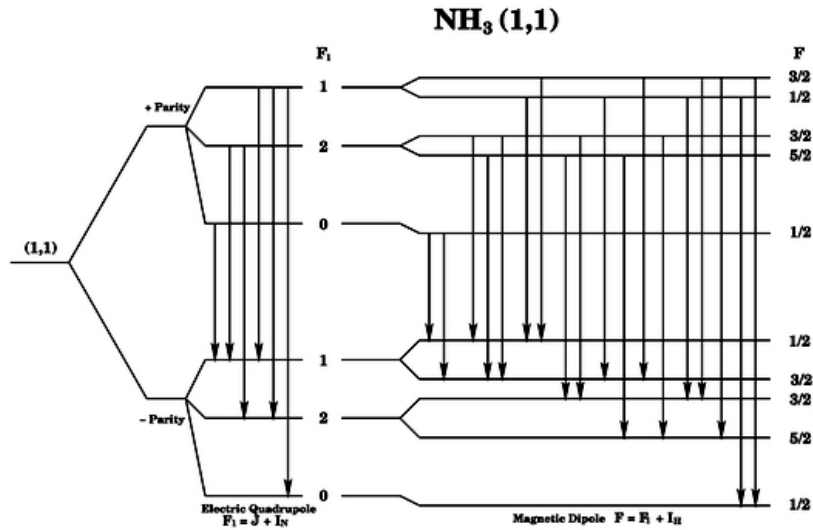 NH3 (1,1)
F1
F
1
3/2
1/2
+ Parity
2
3/2
5/2
0
1/2
(1,1)
1/2
1
3/2
3/2
– Parity
2
5/2
0
1/2
Electric Quadrupole
F1 = J + IN
Magnetic Dipole F = F1 + IH